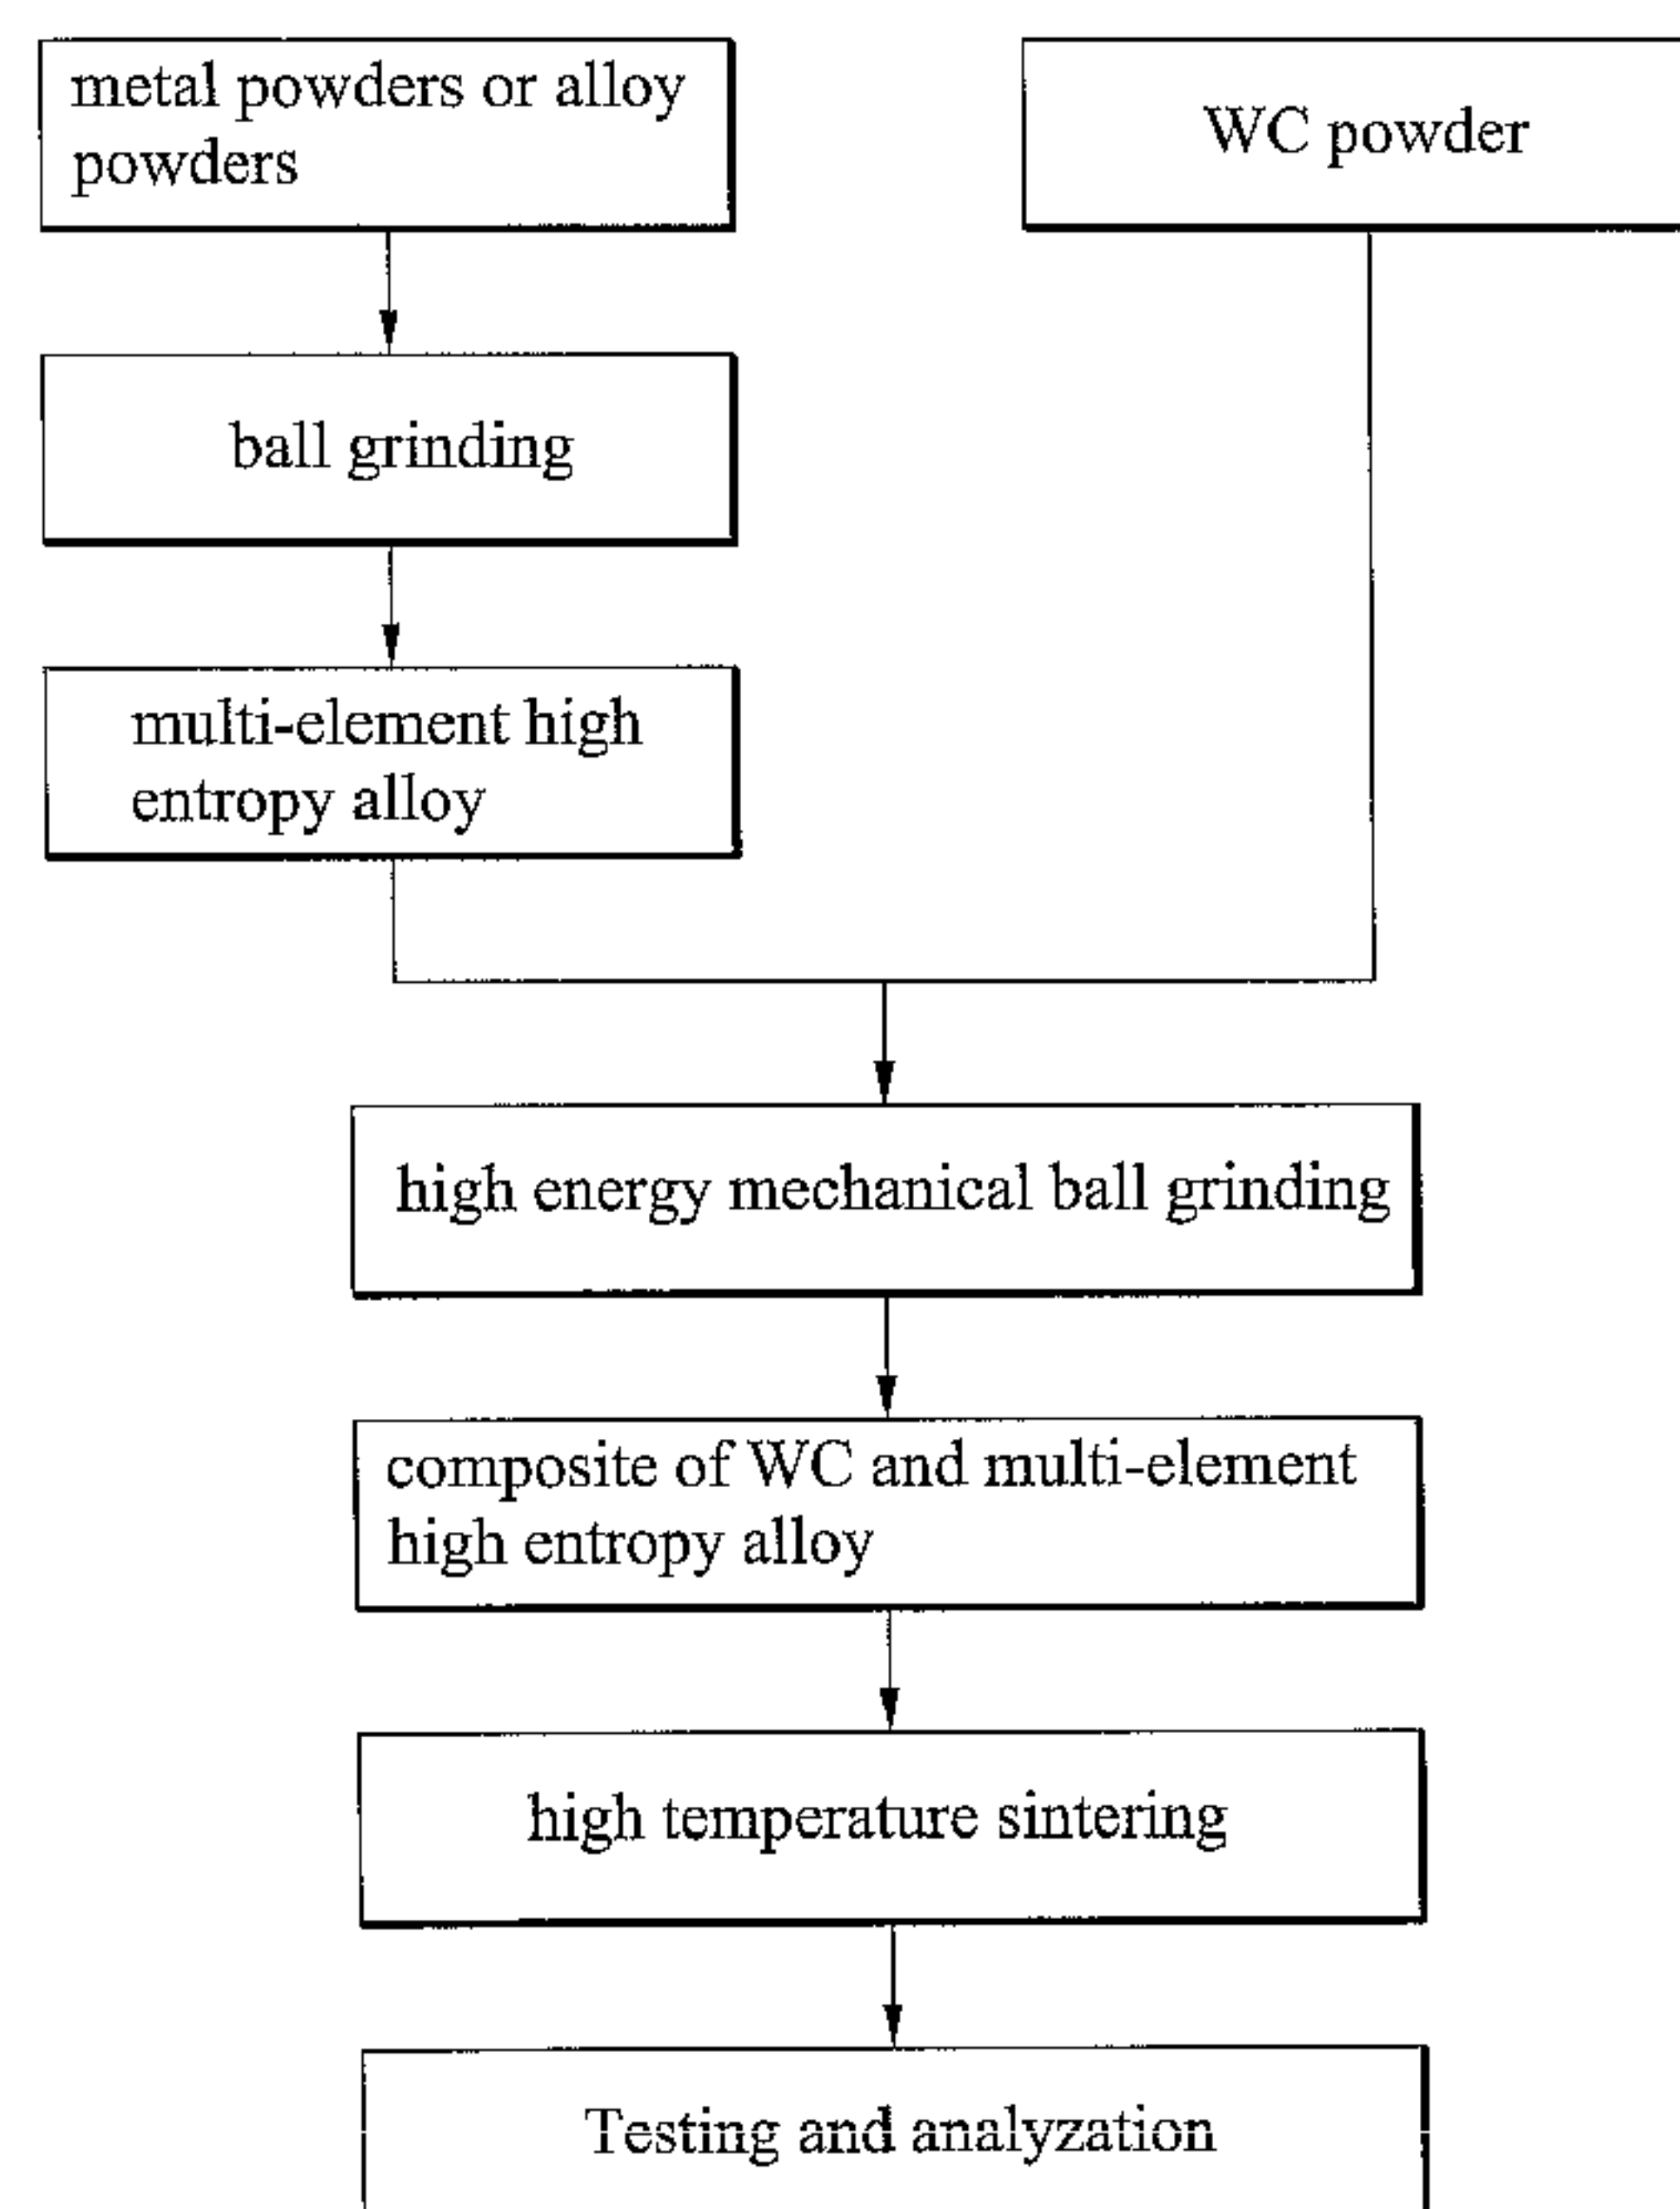 metal powders or alloy
powders
WC powder
ball grinding
multi-element high
entropy alloy
high energy mechanical ball grinding
composite of WC and multi-element
high entropy alloy
high temperature sintering
Testing and analyzation